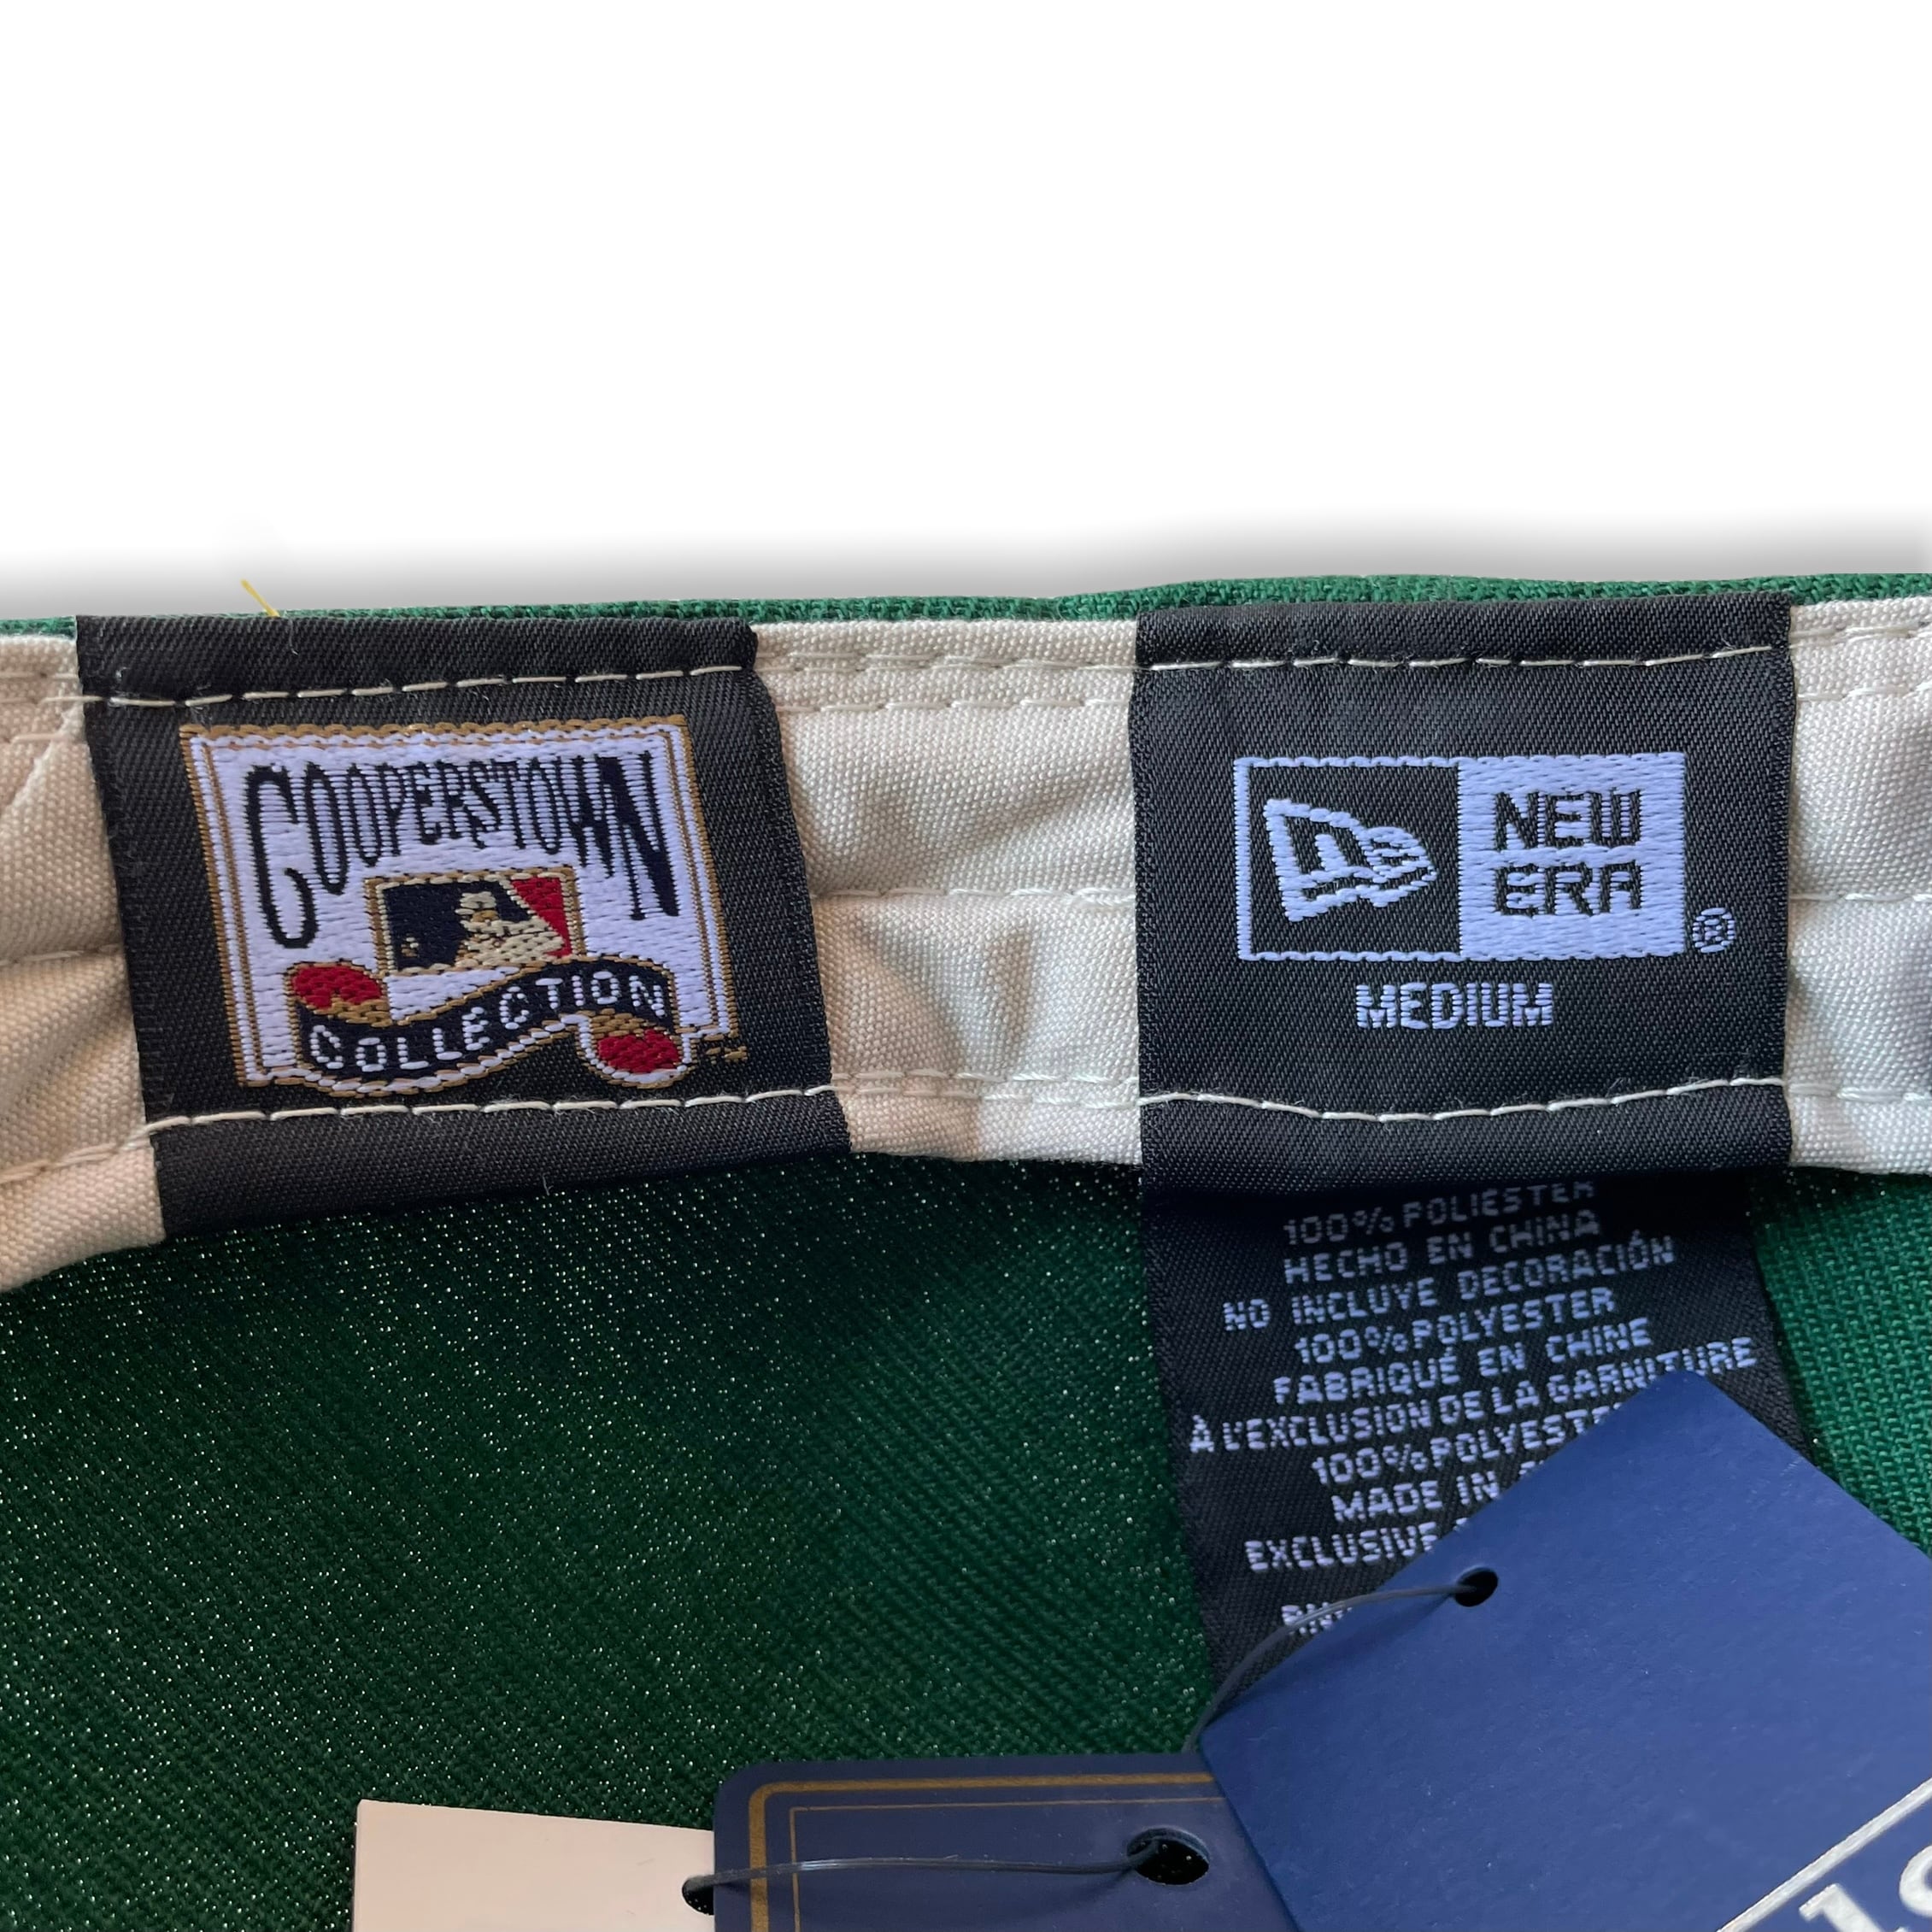 COOPERSTOWN
COLLECTION
NEW
ERA
®
MEDIUM
100% POLIÉSTER
HECHO EN CHINA
NO INCLUYE DECORACIÓN
100% POLYESTER
FABRIQUÉ EN CHINE
À L'EXCLUSION DE LA GARNITURE
100% POLYESTER
MADE IN
EXCLUSIVE